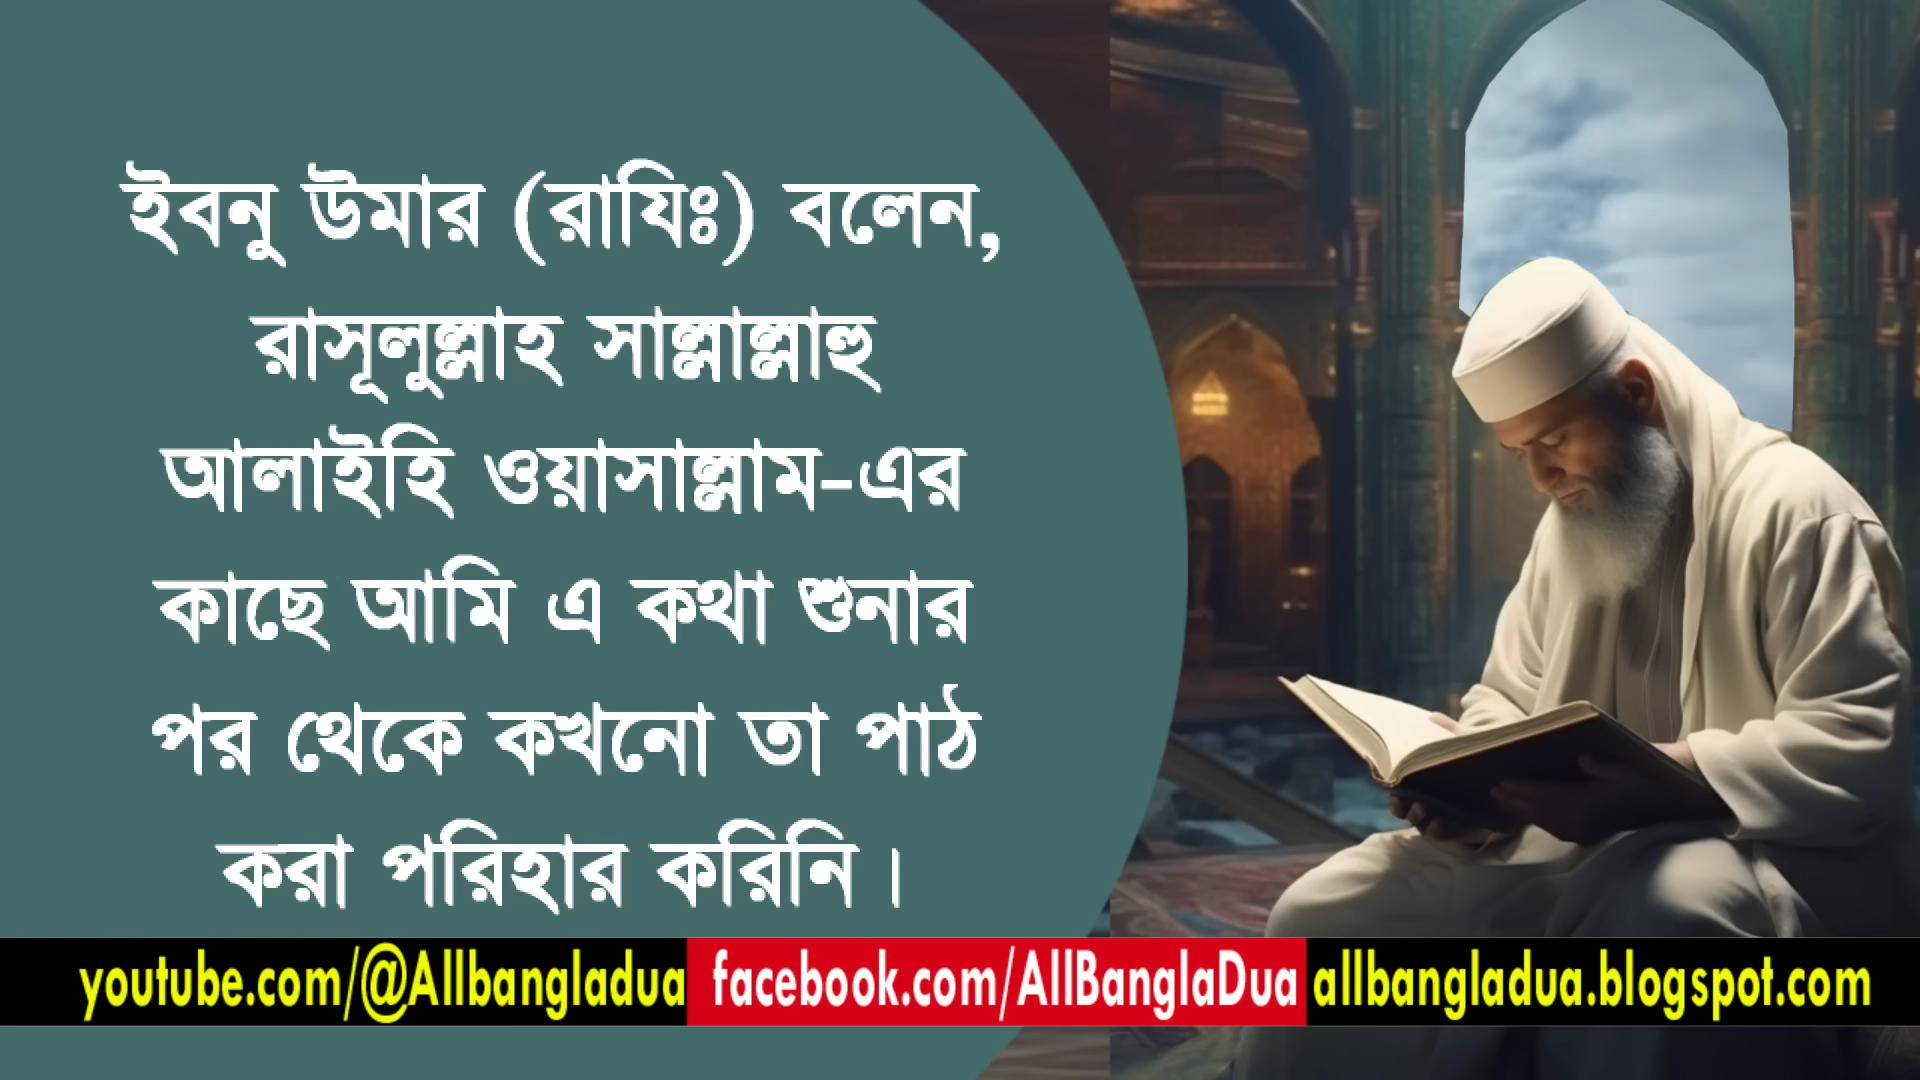 ইবনু উমার (রাযিঃ) বলেন,
রাসূলুল্লাহ সাল্লাল্লাহু
আলাইহি ওয়াসাল্লাম-এর
কাছে আমি এ কথা শুনার
পর থেকে কখনো তা পাঠ
করা পরিহার করিনি।
youtube.com/@Allbangladua facebook.com/AllBanglaDua allbangladua.blogspot.com